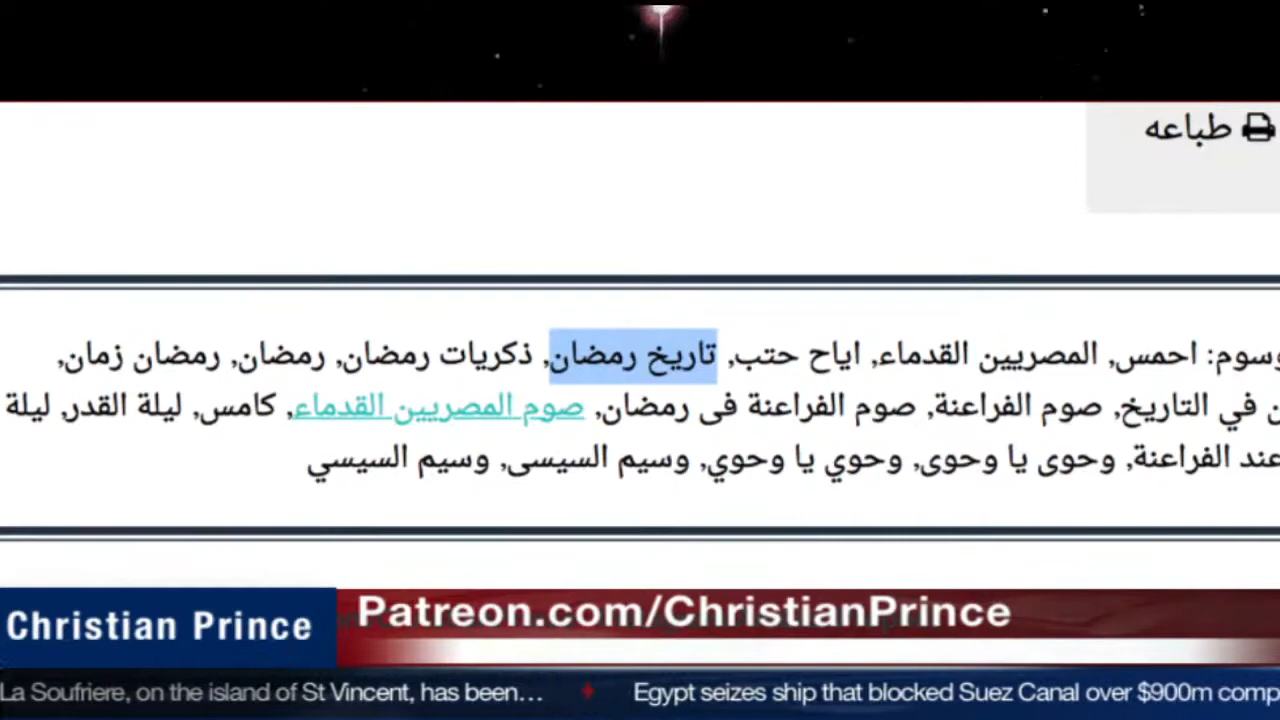 طباعه
وسوم: احمس, المصريين القدماء, اياح حتب, تاريخ رمضان, ذكريات رمضان, رمضان, رمضان زمان,
في التاريخ, صوم الفراعنة, صوم الفراعنة فى رمضان, صوم المصريين القدماء, كامس, ليلة القدر, ليلة
عند الفراعنة, وحوى يا وحوى, وحوي يا وحوي, وسيم السيسى, وسيم السيسي
Christian Prince
Patreon.com/ChristianPrince
La Soufriere, on the island of St Vincent, has been… Egypt seizes ship that blocked Suez Canal over $900m comp